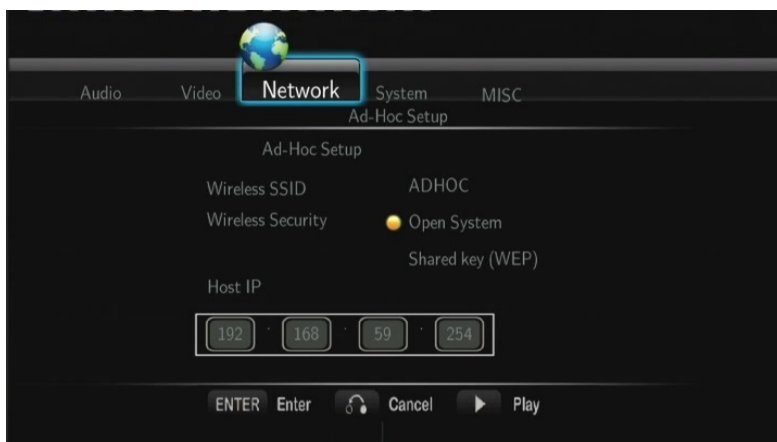 Audio Video Network System MISC
Ad-Hoc Setup
Ad-Hoc Setup
Wireless SSID ADHOC
Wireless Security Open System
Shared key (WEP)
Host IP
192 . 168 . 59 . 254
ENTER Enter Cancel Play